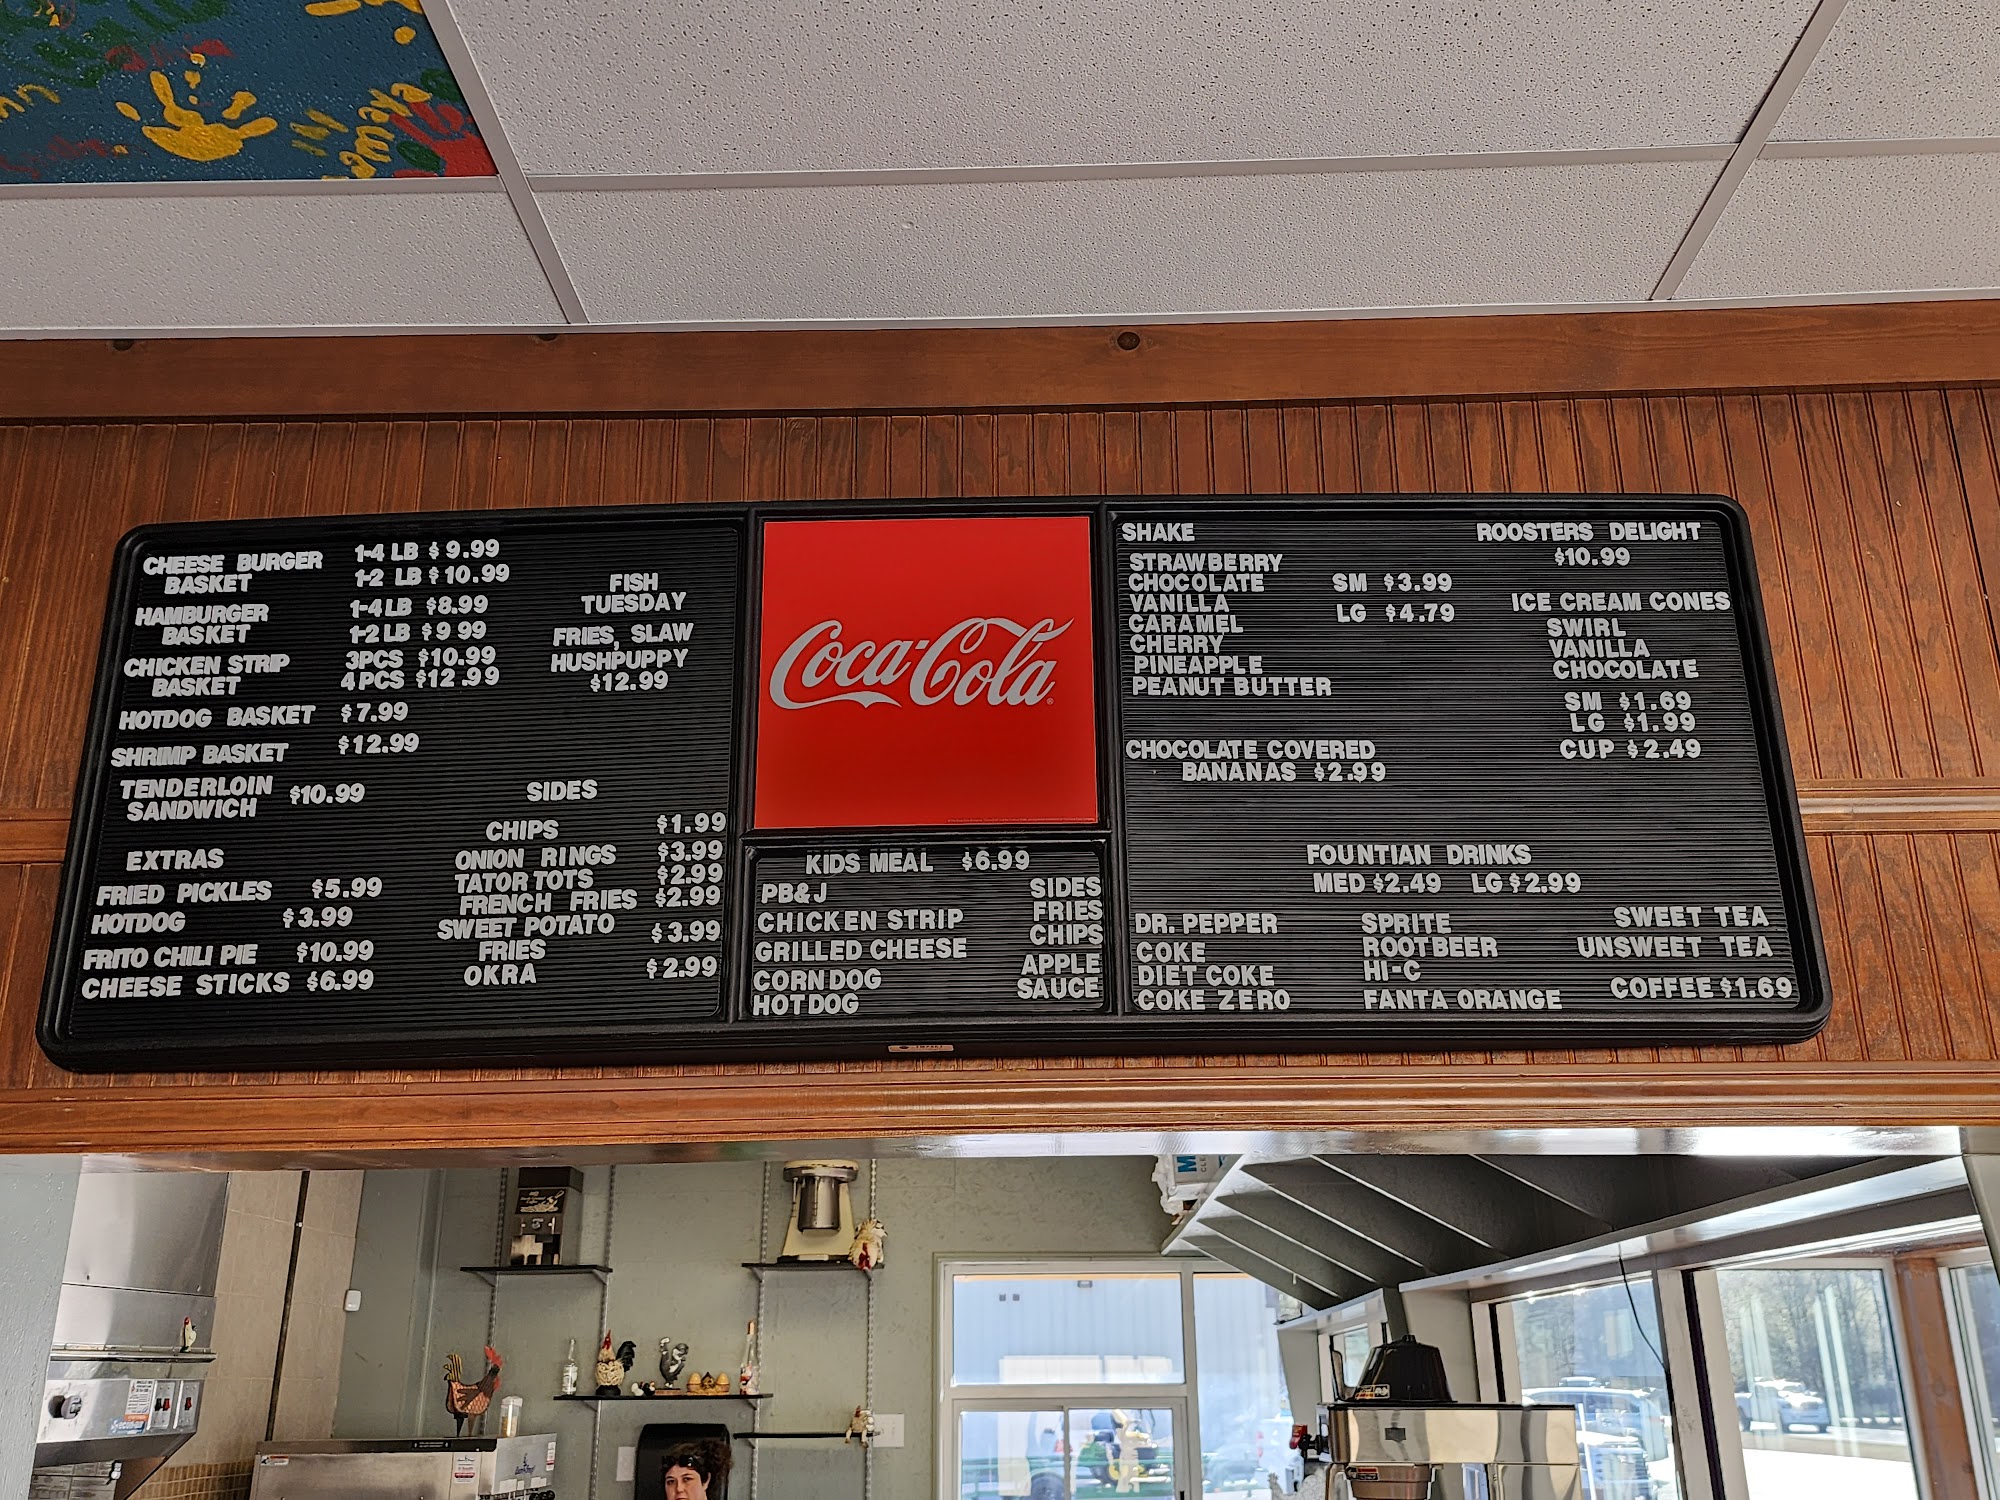 CHEESE BURGER 1-4 LB $9.99
BASKET 1-2 LB $10.99
HAMBURGER 1-4 LB $8.99
BASKET 1-2 LB $9 99
CHICKEN STRIP 3PCS $10.99
BASKET 4PCS $12.99
HOTDOG BASKET $7.99
SHRIMP BASKET $12.99
TENDERLOIN
SANDWICH $10.99
EXTRAS
FRIED PICKLES $5.99
HOTDOG $3.99
FRITO CHILI PIE $10.99
CHEESE STICKS $6.99
FISH
TUESDAY
FRIES, SLAW
HUSHPUPPY
$12.99
SIDES
CHIPS $1.99
ONION RINGS $3.99
TATOR TOTS $2.99
FRENCH FRIES $2.99
SWEET POTATO
FRIES $3.99
OKRA $2.99
Coca-Cola
KIDS MEAL $6.99
PB&J
CHICKEN STRIP
GRILLED CHEESE
CORN DOG
HOT DOG
SIDES
FRIES
CHIPS
APPLE
SAUCE
SHAKE
STRAWBERRY
CHOCOLATE SM $3.99
VANILLA LG $4.79
CARAMEL
CHERRY
PINEAPPLE
PEANUT BUTTER
CHOCOLATE COVERED
BANANAS $2.99
ROOSTERS DELIGHT
$10.99
ICE CREAM CONES
SWIRL
VANILLA
CHOCOLATE
SM $1.69
LG $1.99
CUP $2.49
FOUNTIAN DRINKS
MED $2.49 LG $2.99
DR. PEPPER
COKE
DIET COKE
COKE ZERO
SPRITE
ROOTBEER
HI-C
FANTA ORANGE
SWEET TEA
UNSWEET TEA
COFFEE $1.69